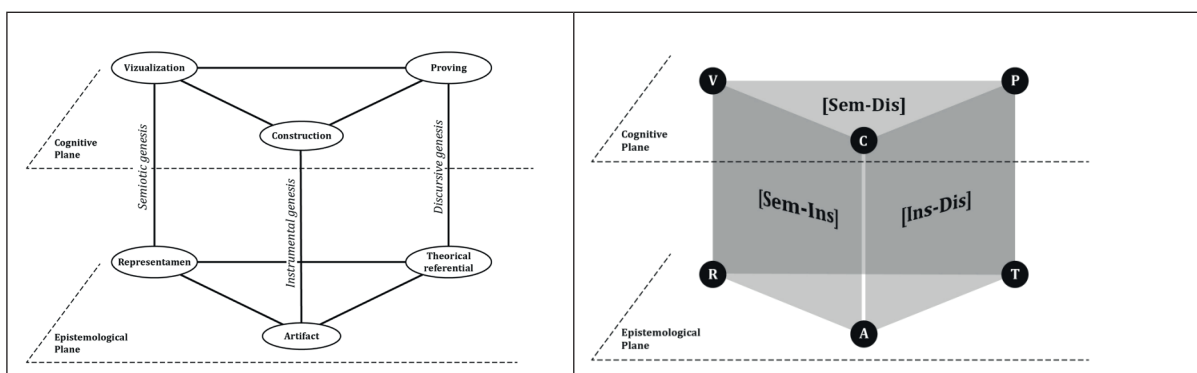 Vizualization
Proving
Construction
Cognitive
Plane
Semiotic genesis
Instrumental genesis
Discursive genesis
Representamen
Theorical
referential
Artifact
Epistemological
Plane
V
P
[Sem-Dis]
C
Cognitive
Plane
[Sem-Ins]
[Ins-Dis]
R
T
A
Epistemological
Plane